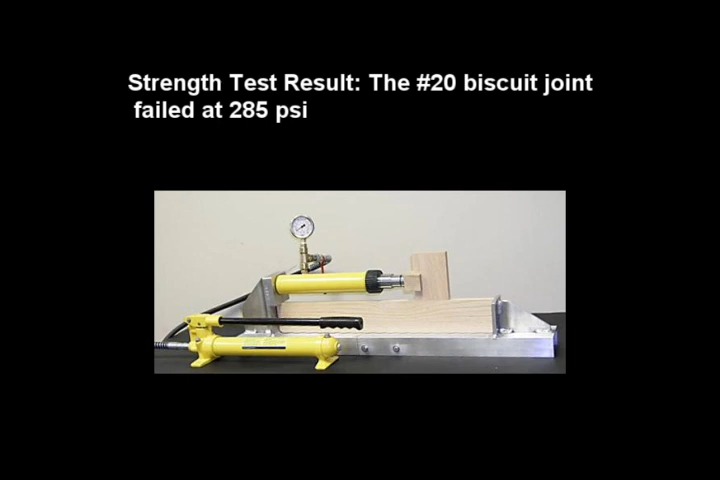 Strength Test Result: The #20 biscuit joint
failed at 285 psi